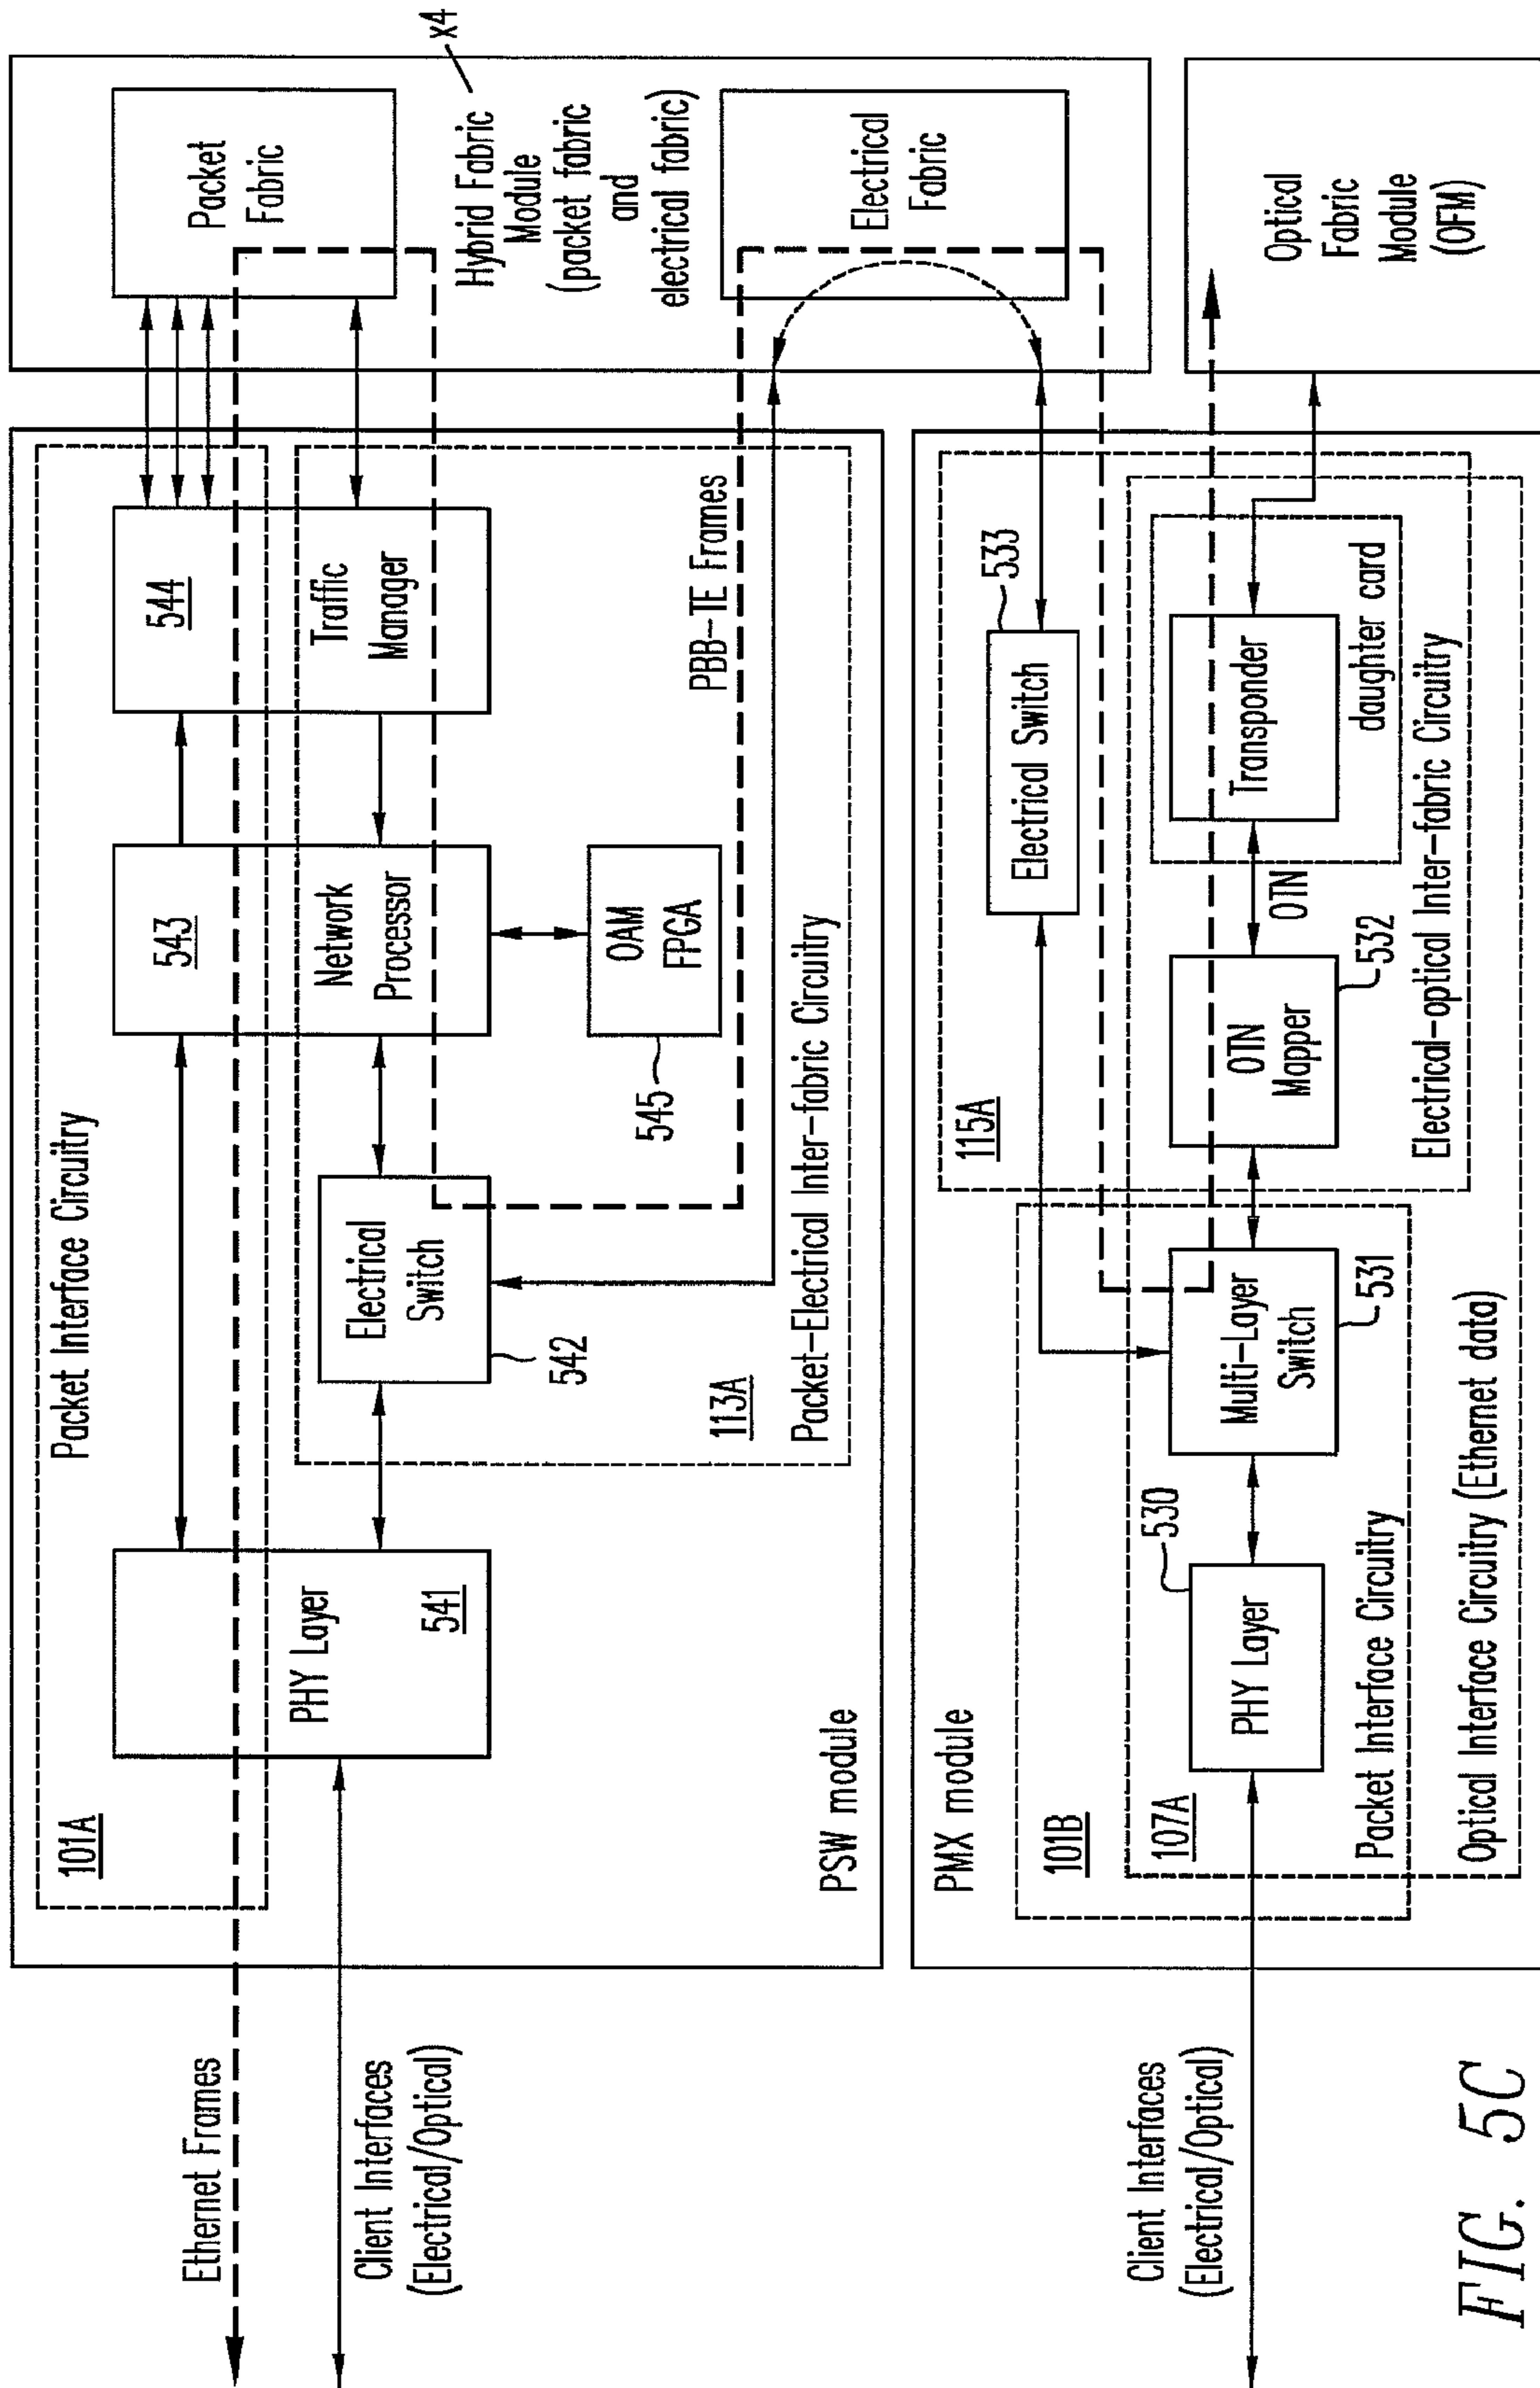 Packet Interface Circuitry
101A
Ethernet Frames
Client Interfaces
(Electrical/Optical)
PHY Layer
541
543
Network
Processor
544
Traffic
Manager
Electrical
Switch
542
OAM
FPGA
545
113A
Packet-Electrical Inter-fabric Circuitry
PBB-TE Frames
PSW module
Packet
Fabric
x4
Hybrid Fabric
Module
(packet fabric
and
electrical fabric)
Electrical
Fabric
PMX module
101B
107A
530
PHY Layer
Packet Interface Circuitry
Optical Interface Circuitry (Ethernet data)
Multi-Layer
Switch
531
115A
Electrical Switch
533
OTN
Mapper
532
OTN
Transponder
daughter card
Electrical-optical Inter-fabric Circuitry
Optical
Fabric
Module
(OFM)
Client Interfaces
(Electrical/Optical)
FIG. 5C